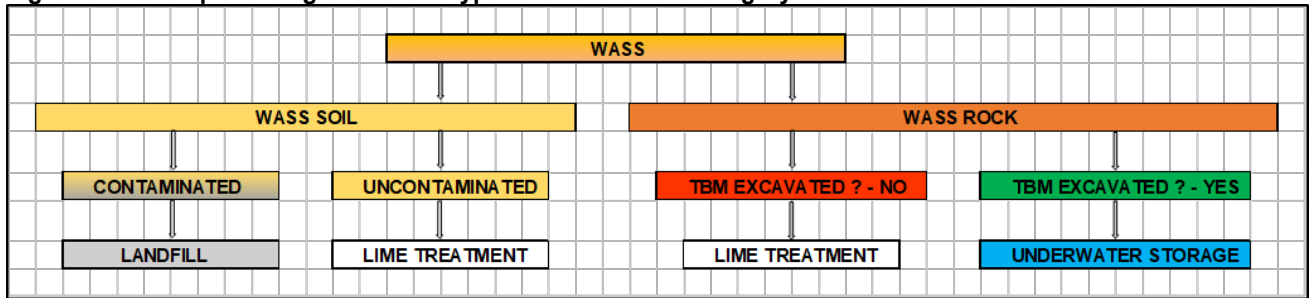 WASS
WASS SOIL
WASS ROCK
CONTAMINATED
UNCONTAMINATED
TBM EXCAVATED ? - NO
TBM EXCAVATED ? - YES
LANDFILL
LIME TREATMENT
LIME TREATMENT
UNDERWATER STORAGE